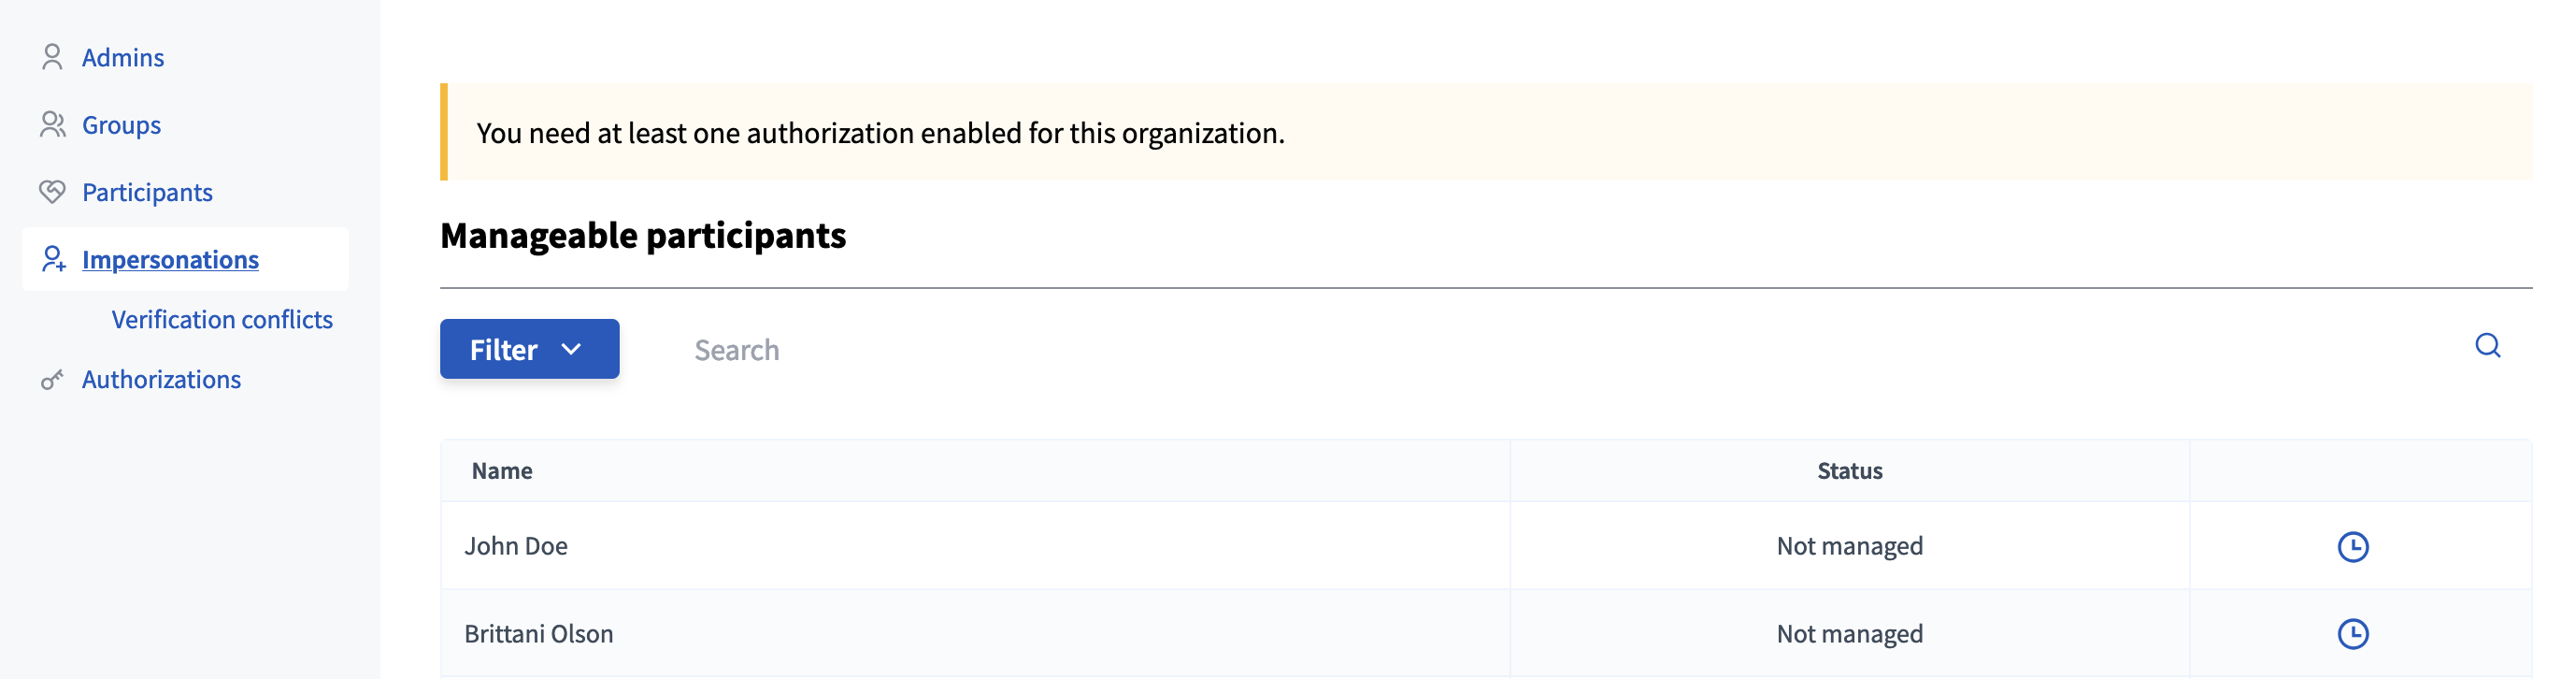 Admins
Groups
Participants
Impersonations
Verification conflicts
Authorizations
You need at least one authorization enabled for this organization.
Manageable participants
Filter
Search
Name Status
John Doe Not managed
Brittani Olson Not managed